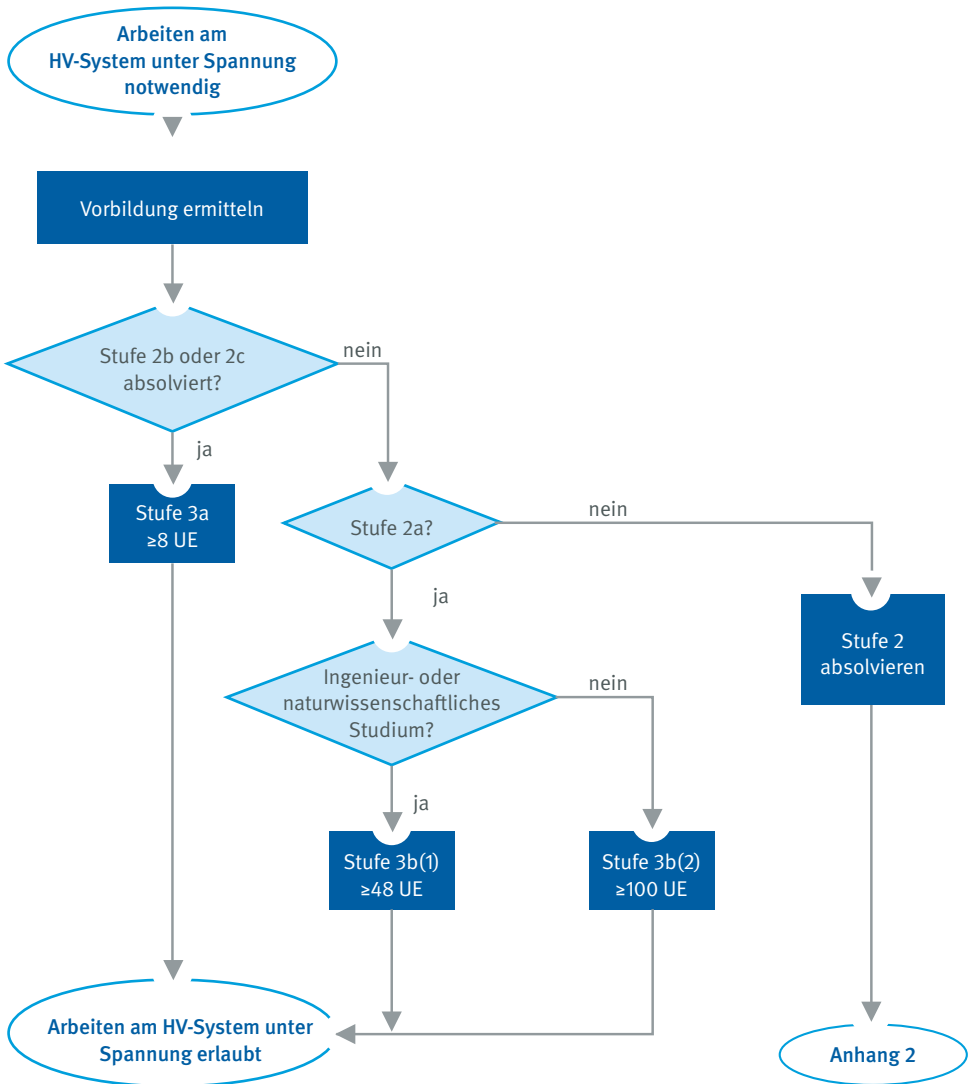 Arbeiten am
HV-System unter Spannung
notwendig
Vorbildung ermitteln
Stufe 2b oder 2c
absolviert?
nein
ja
Stufe 3a
≥8 UE
Stufe 2a?
nein
ja
Stufe 2
absolvieren
Ingenieur- oder
naturwissenschaftliches
Studium?
nein
ja
Stufe 3b(1)
≥48 UE
Stufe 3b(2)
≥100 UE
Arbeiten am HV-System unter
Spannung erlaubt
Anhang 2